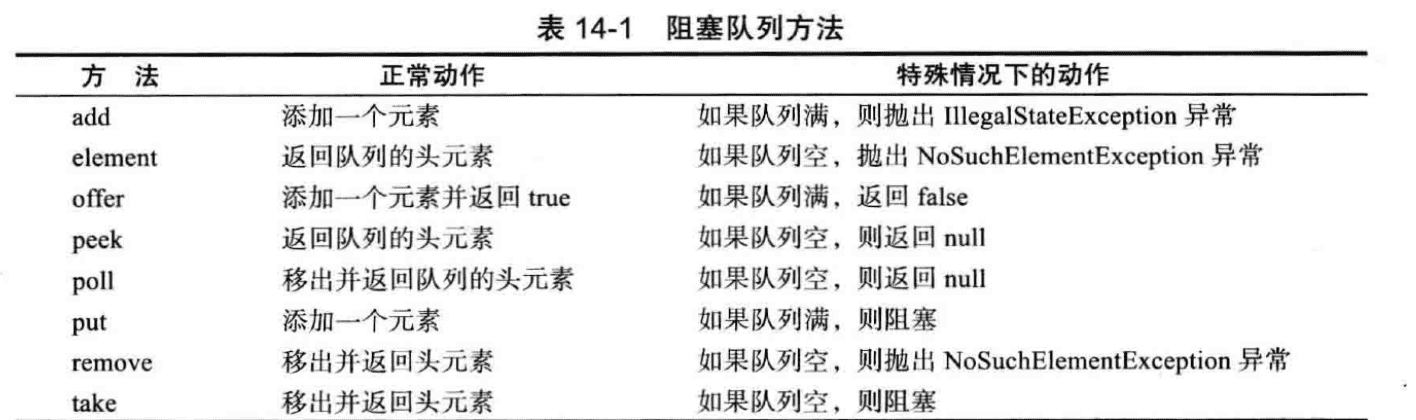 表 14-1 阻塞队列方法
方 法 正常动作 特殊情况下的动作
add 添加一个元素 如果队列满，则抛出 IllegalStateException 异常
element 返回队列的头元素 如果队列空，抛出 NoSuchElementException 异常
offer 添加一个元素并返回 true 如果队列满，返回 false
peek 返回队列的头元素 如果队列空，则返回 null
poll 移出并返回队列的头元素 如果队列空，则返回 null
put 添加一个元素 如果队列满，则阻塞
remove 移出并返回头元素 如果队列空，则抛出 NoSuchElementException 异常
take 移出并返回头元素 如果队列空，则阻塞